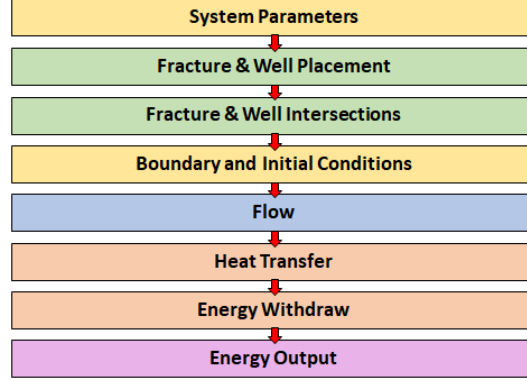 System Parameters
Fracture & Well Placement
Fracture & Well Intersections
Boundary and Initial Conditions
Flow
Heat Transfer
Energy Withdraw
Energy Output